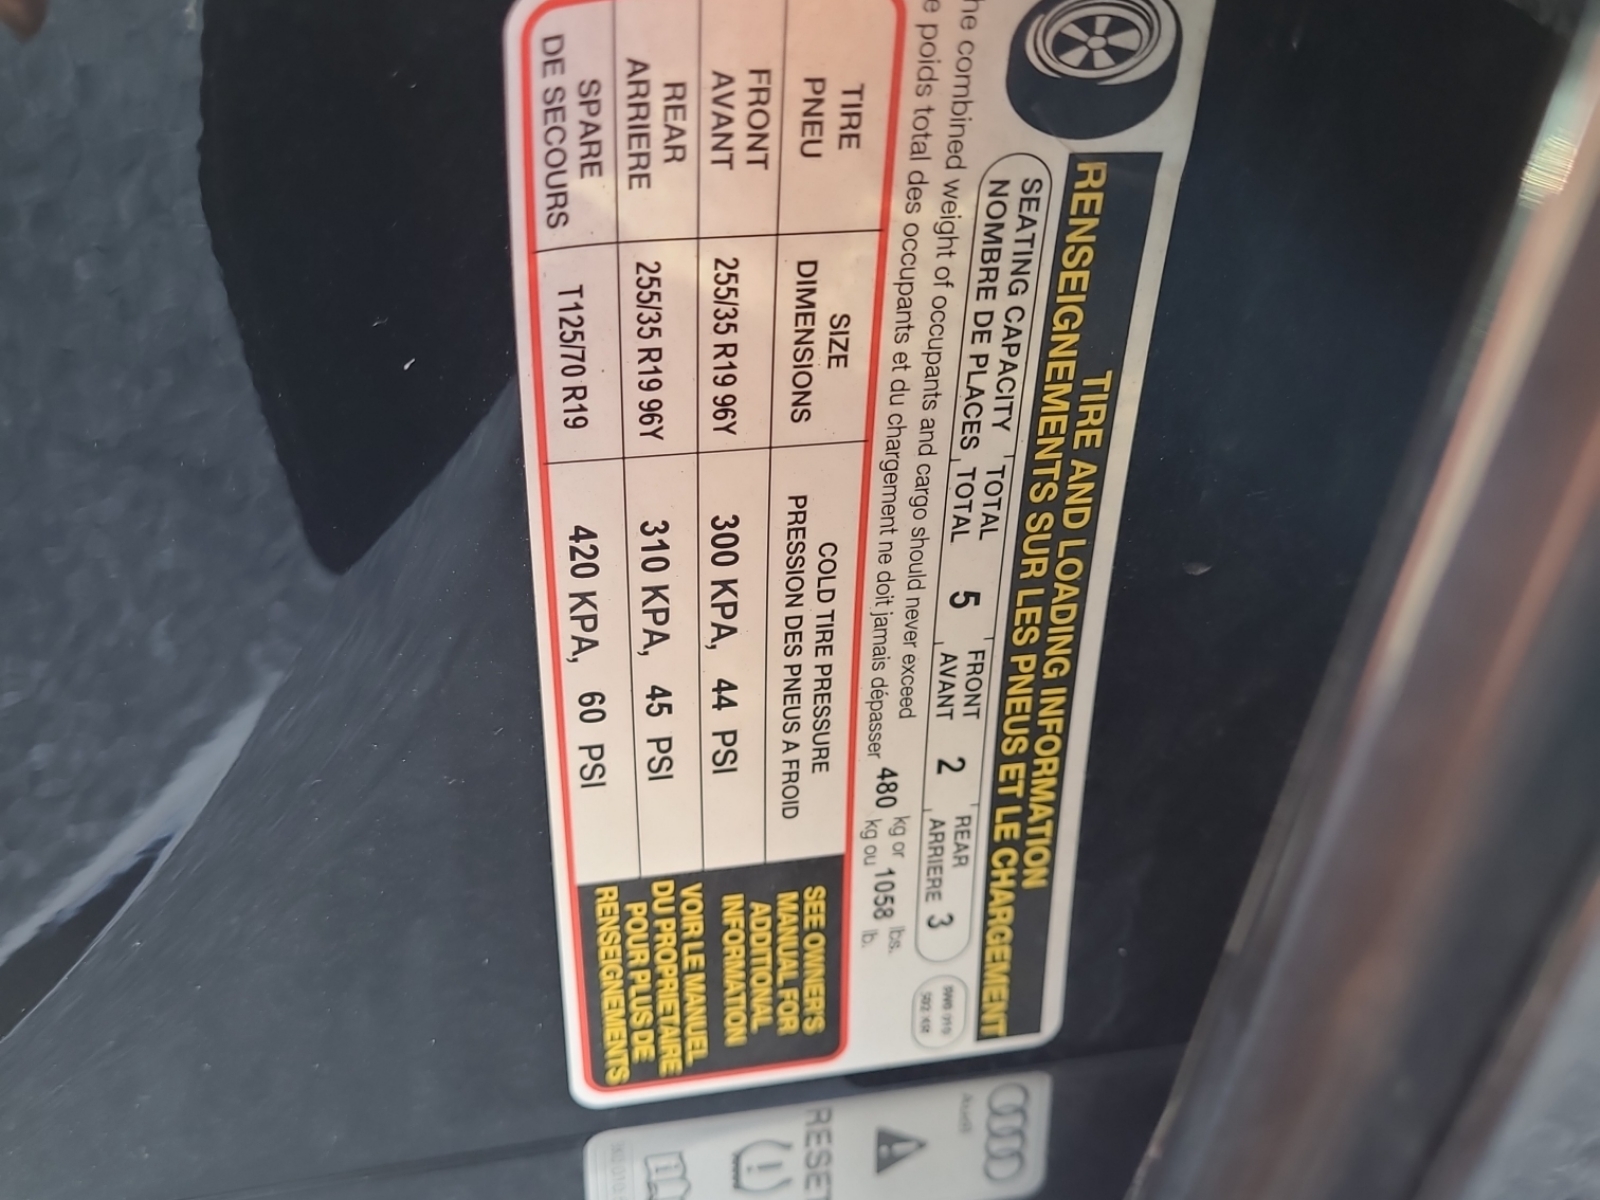 TIRE AND LOADING INFORMATION
RENSEIGNEMENTS SUR LES PNEUS ET LE CHARGEMENT
SEATING CAPACITY TOTAL 5 FRONT 2 REAR 3
NOMBRE DE PLACES TOTAL AVANT ARRIERE
he combined weight of occupants and cargo should never exceed 480 kg or 1058 lbs.
e poids total des occupants et du chargement ne doit jamais dépasser kg ou lb.
TIRE SIZE COLD TIRE PRESSURE
PNEU DIMENSIONS PRESSION DES PNEUS A FROID
FRONT
AVANT 255/35 R19 96Y 300 KPA, 44 PSI
REAR
ARRIERE 255/35 R19 96Y 310 KPA, 45 PSI
SPARE
DE SECOURS T125/70 R19 420 KPA, 60 PSI
SEE OWNER'S
MANUAL FOR
ADDITIONAL
INFORMATION
VOIR LE MANUEL
DU PROPRIETAIRE
POUR PLUS DE
RENSEIGNEMENTS
Audi
RESET